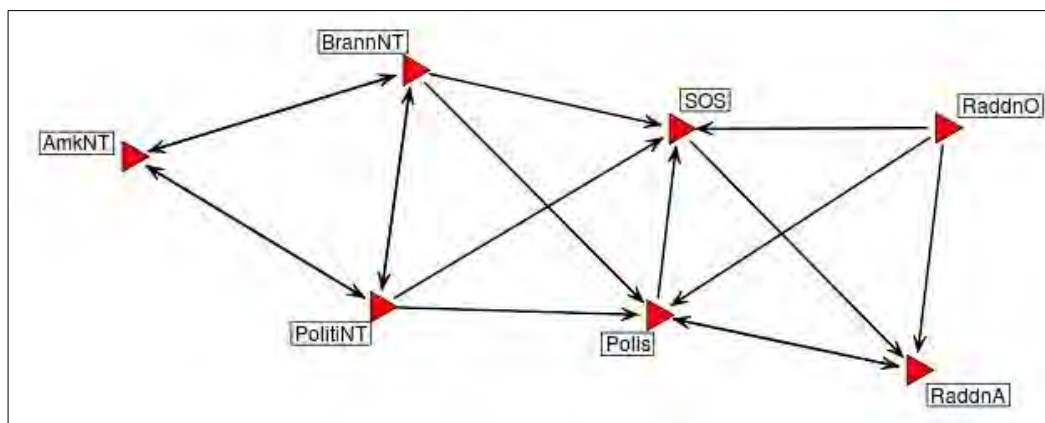 BrannNT
SOS
RaddnO
AmkNT
PolitiNT
Polis
RaddnA